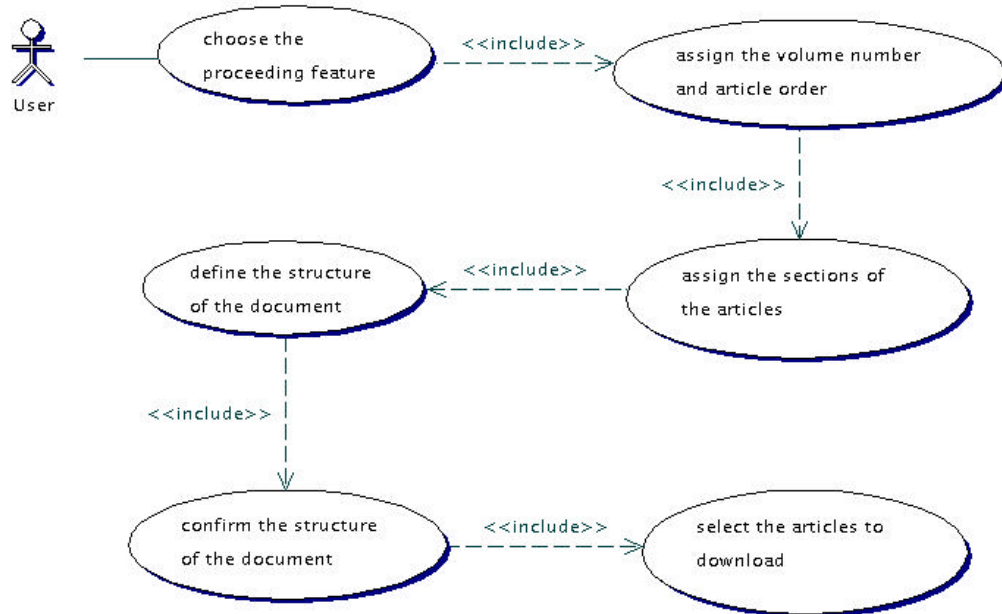 choose the
proceeding feature
<<include>>
assign the volume number
and article order
User
<<include>>
define the structure
of the document
<<include>>
assign the sections of
the articles
<<include>>
confirm the structure
of the document
<<include>>
select the articles to
download